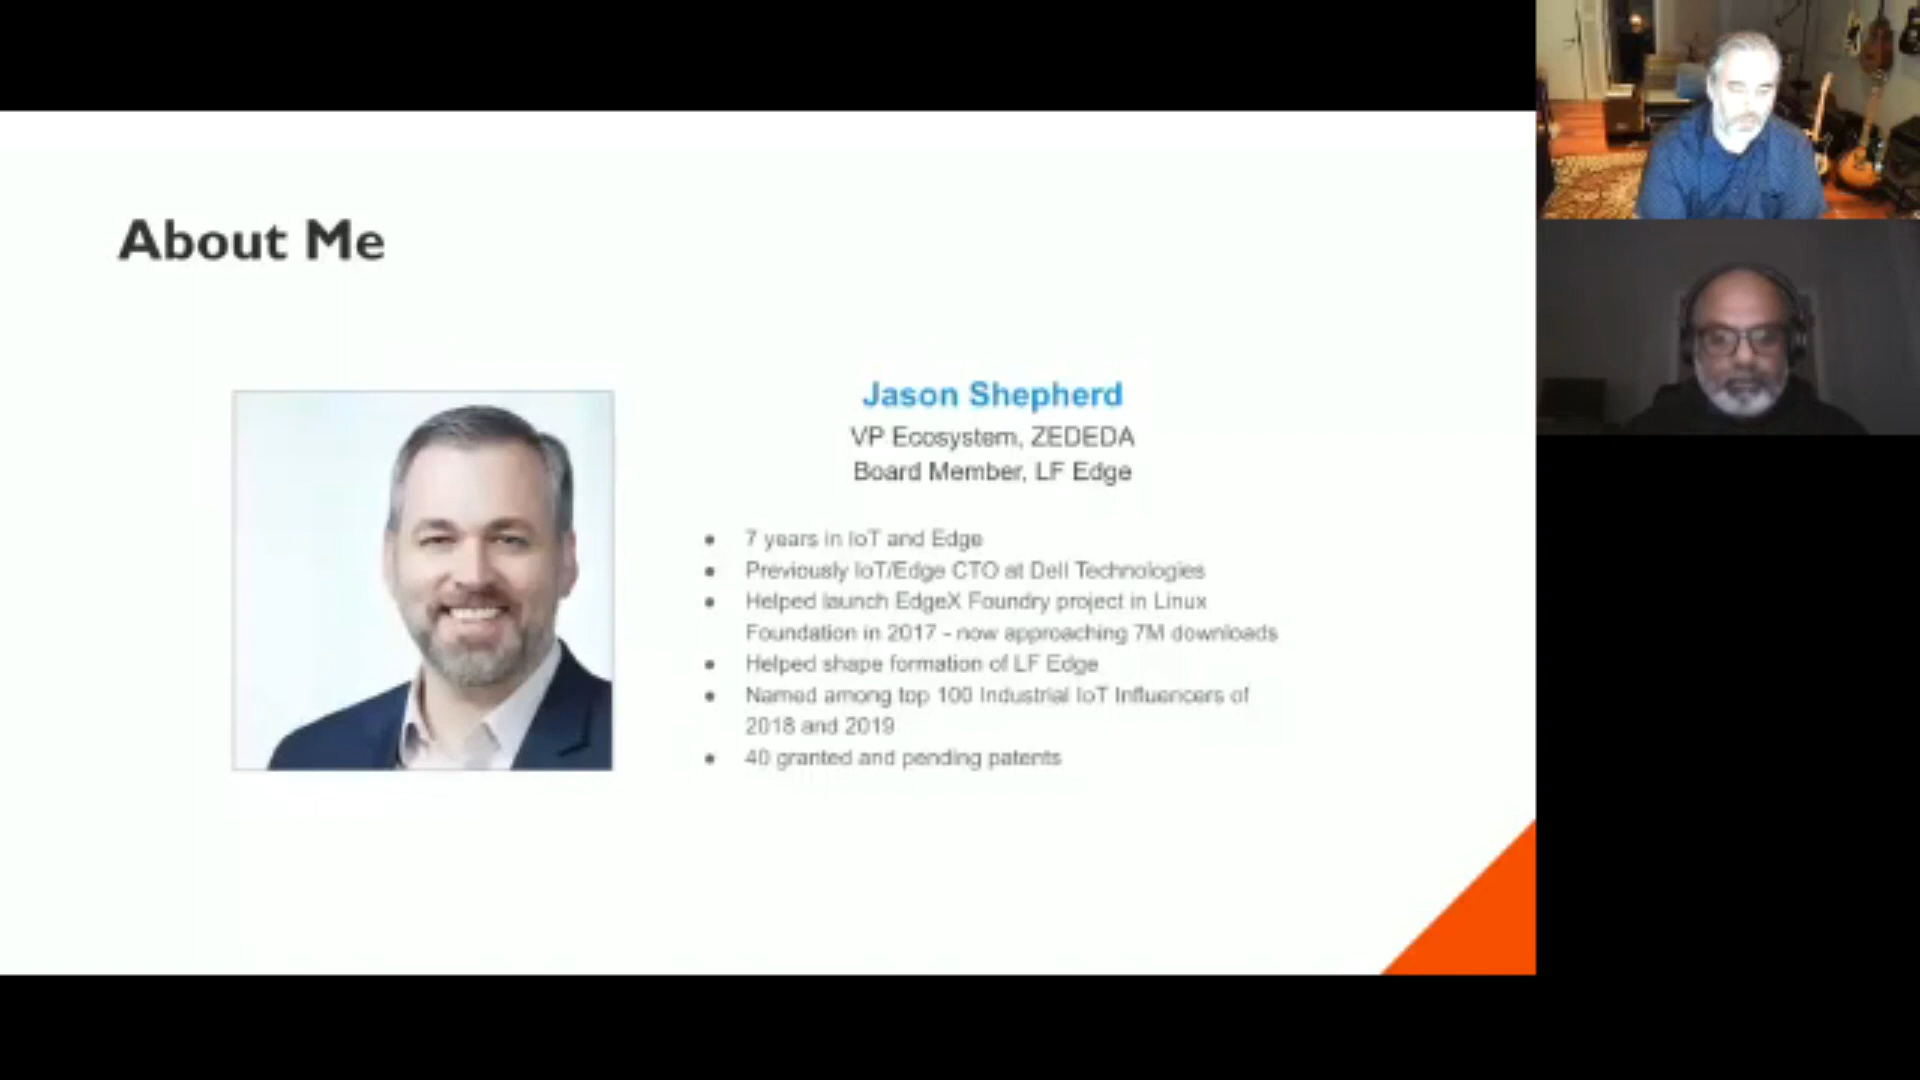 About Me
Jason Shepherd
VP Ecosystem, ZEDEDA
Board Member, LF Edge
● 7 years in IoT and Edge
● Previously IoT/Edge CTO at Dell Technologies
● Helped launch EdgeX Foundry project in Linux
Foundation in 2017 - now approaching 7M downloads
● Helped shape formation of LF Edge
● Named among top 100 Industrial IoT Influencers of
2018 and 2019
● 40 granted and pending patents